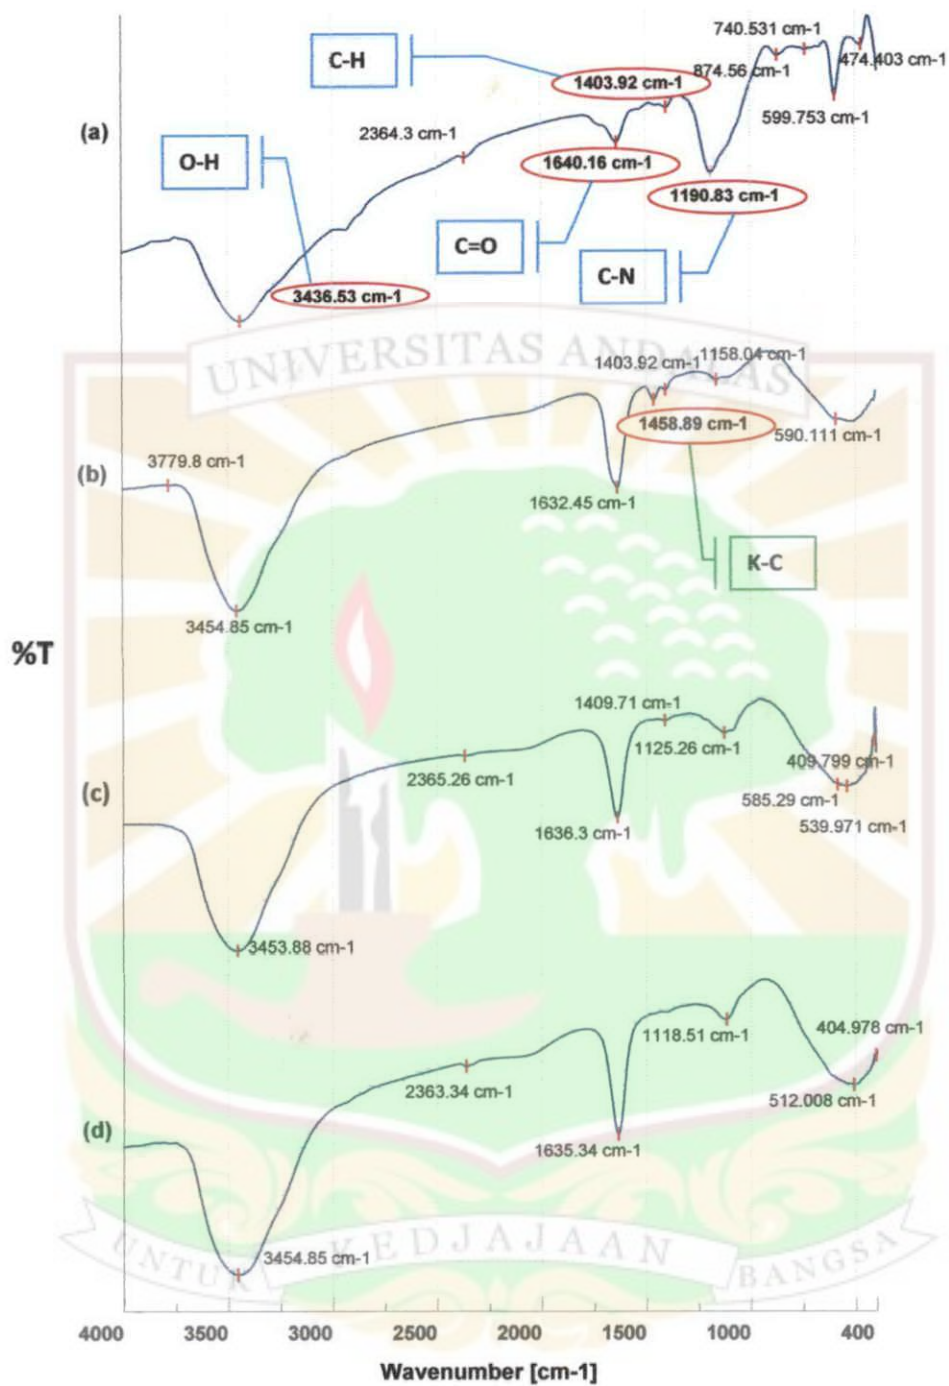 740.531 cm-1
C-H
1403.92 cm-1
874.56 cm-1
474.403 cm-1
599.753 cm-1
(a)
2364.3 cm-1
O-H
1640.16 cm-1
1190.83 cm-1
C=O
C-N
3436.53 cm-1
UNIVERSITAS ANDALAS
1403.92 cm-1
1158.04 cm-1
1458.89 cm-1
590.111 cm-1
3779.8 cm-1
(b)
1632.45 cm-1
K-C
3454.85 cm-1
%T
1409.71 cm-1
1125.26 cm-1
409.799 cm-1
2365.26 cm-1
(c)
585.29 cm-1
539.971 cm-1
1636.3 cm-1
3453.88 cm-1
404.978 cm-1
1118.51 cm-1
2363.34 cm-1
512.008 cm-1
(d)
1635.34 cm-1
3454.85 cm-1
UNTUK KEDJAJAAN BANGSA
4000 3500 3000 2500 2000 1500 1000 400
Wavenumber [cm-1]